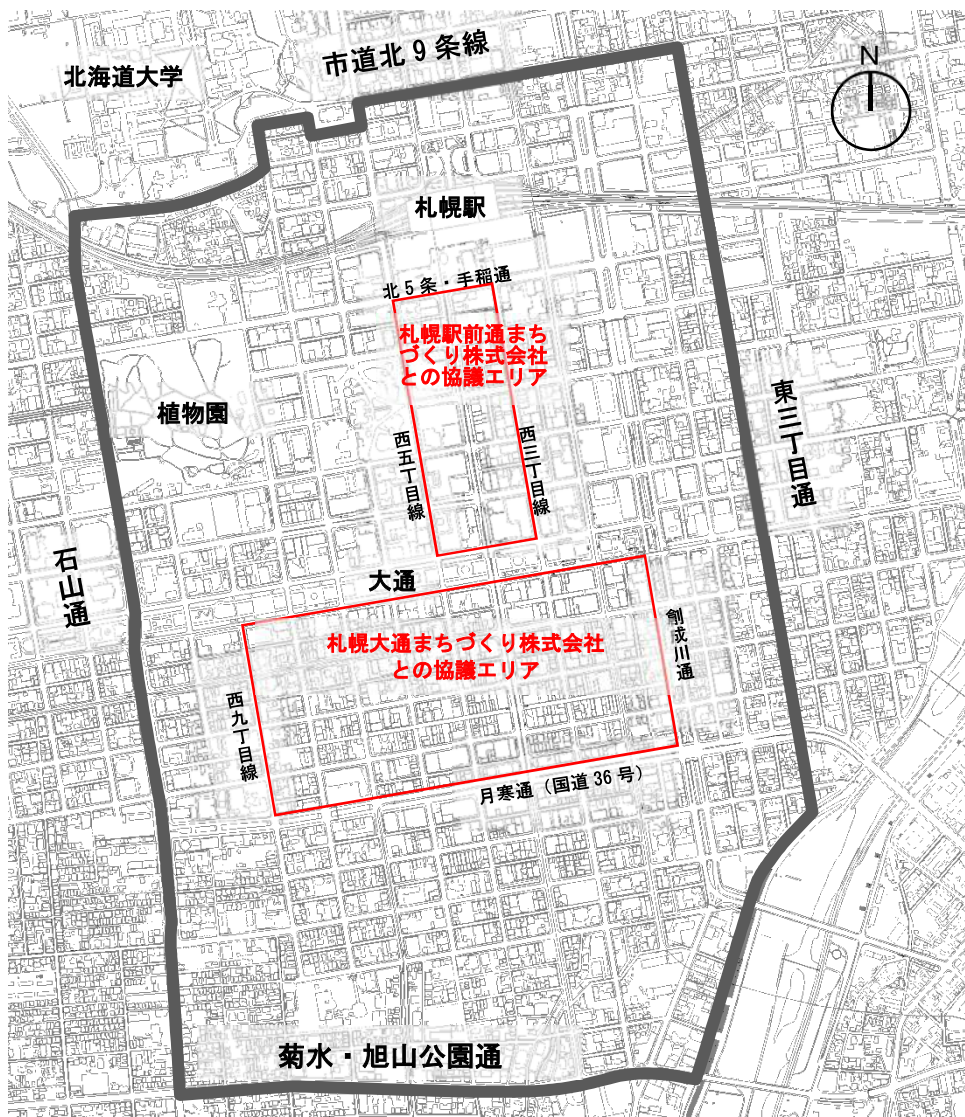 市道北9条線
北海道大学
N
札幌駅
北5条・手稲通
札幌駅前通まち
づくり株式会社
との協議エリア
植物園
西五丁目線
西三丁目線
東三丁目通
石山通
大通
札幌大通まちづくり株式会社
との協議エリア
創成川通
西九丁目線
月寒通（国道36号）
菊水・旭山公園通